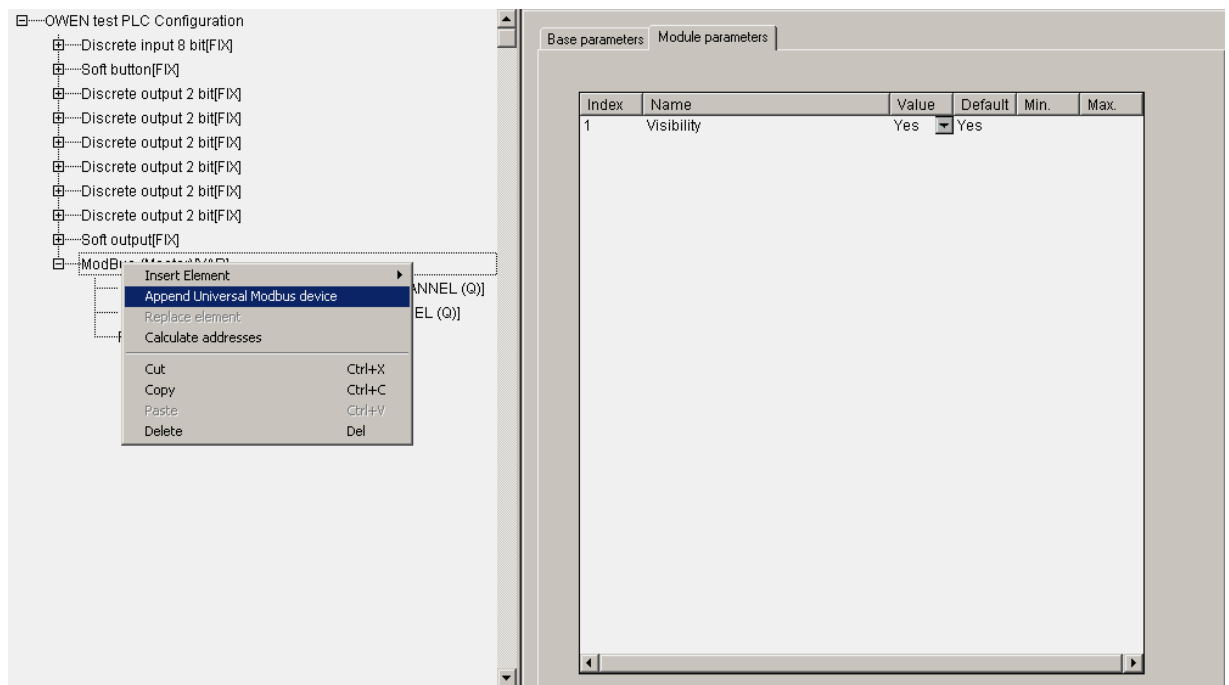 OWEN test PLC Configuration
Discrete input 8 bit[FIX]
Soft button[FIX]
Discrete output 2 bit[FIX]
Discrete output 2 bit[FIX]
Discrete output 2 bit[FIX]
Discrete output 2 bit[FIX]
Discrete output 2 bit[FIX]
Discrete output 2 bit[FIX]
Soft output[FIX]
ModBus (Master)[VAR]
ANNEL (Q)]
EL (Q)]
Insert Element
Append Universal Modbus device
Replace element
Calculate addresses
Cut Ctrl+X
Copy Ctrl+C
Paste Ctrl+V
Delete Del
Base parameters Module parameters
Index Name Value Default Min. Max.
1 Visibility Yes Yes